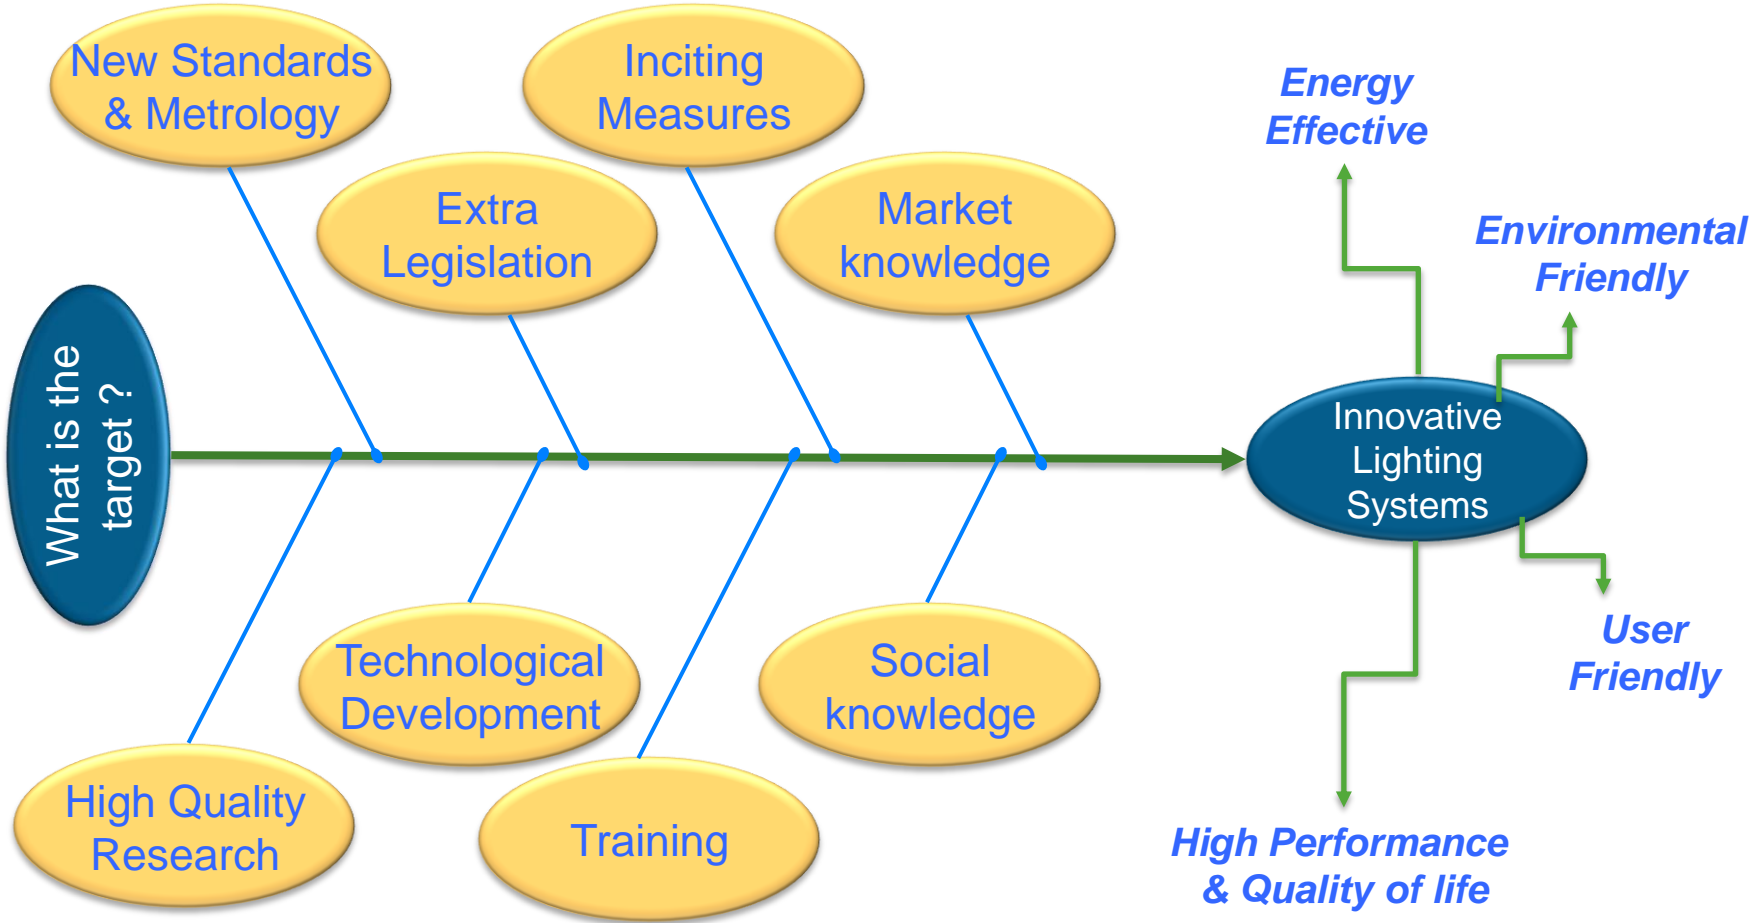 New Standards
& Metrology
Inciting
Measures
Extra
Legislation
Market
knowledge
Energy
Effective
Environmental
Friendly
What is the
target ?
Innovative
Lighting
Systems
Technological
Development
Social
knowledge
User
Friendly
High Quality
Research
Training
High Performance
& Quality of life